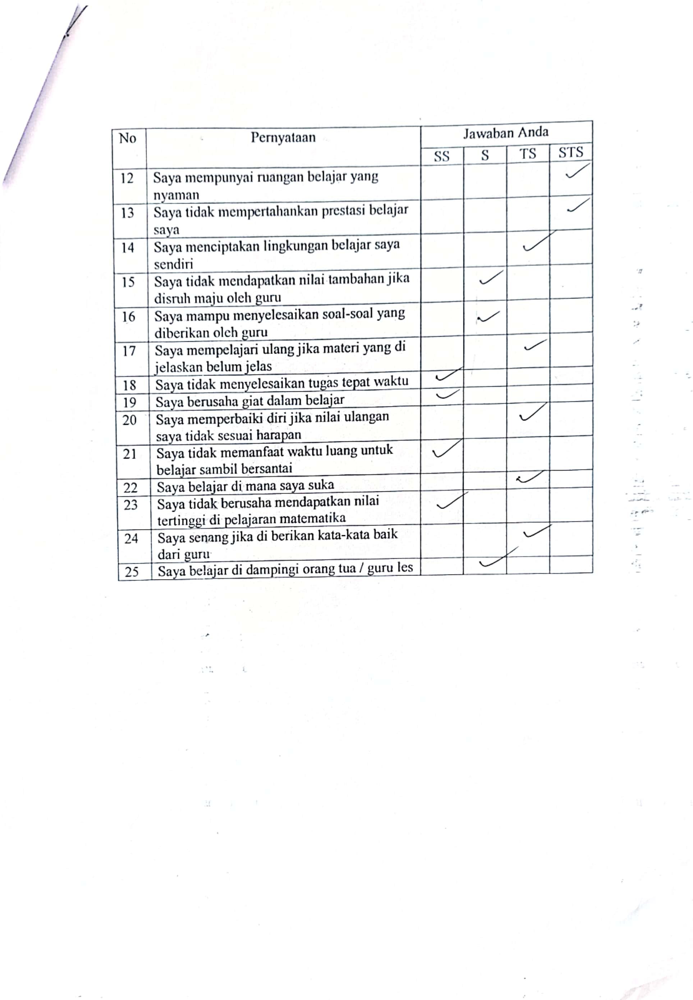 No Pernyataan Jawaban Anda
SS S TS STS
12 Saya mempunyai ruangan belajar yang ✓
nyaman
13 Saya tidak mempertahankan prestasi belajar ✓
saya
14 Saya menciptakan lingkungan belajar saya ✓
sendiri
15 Saya tidak mendapatkan nilai tambahan jika ✓
disruh maju oleh guru
16 Saya mampu menyelesaikan soal-soal yang ✓
diberikan oleh guru
17 Saya mempelajari ulang jika materi yang di ✓
jelaskan belum jelas
18 Saya tidak menyelesaikan tugas tepat waktu ✓
19 Saya berusaha giat dalam belajar ✓
20 Saya memperbaiki diri jika nilai ulangan ✓
saya tidak sesuai harapan
21 Saya tidak memanfaat waktu luang untuk ✓
belajar sambil bersantai
22 Saya belajar di mana saya suka ✓
23 Saya tidak berusaha mendapatkan nilai ✓
tertinggi di pelajaran matematika
24 Saya senang jika di berikan kata-kata baik ✓
dari guru
25 Saya belajar di dampingi orang tua / guru les ✓